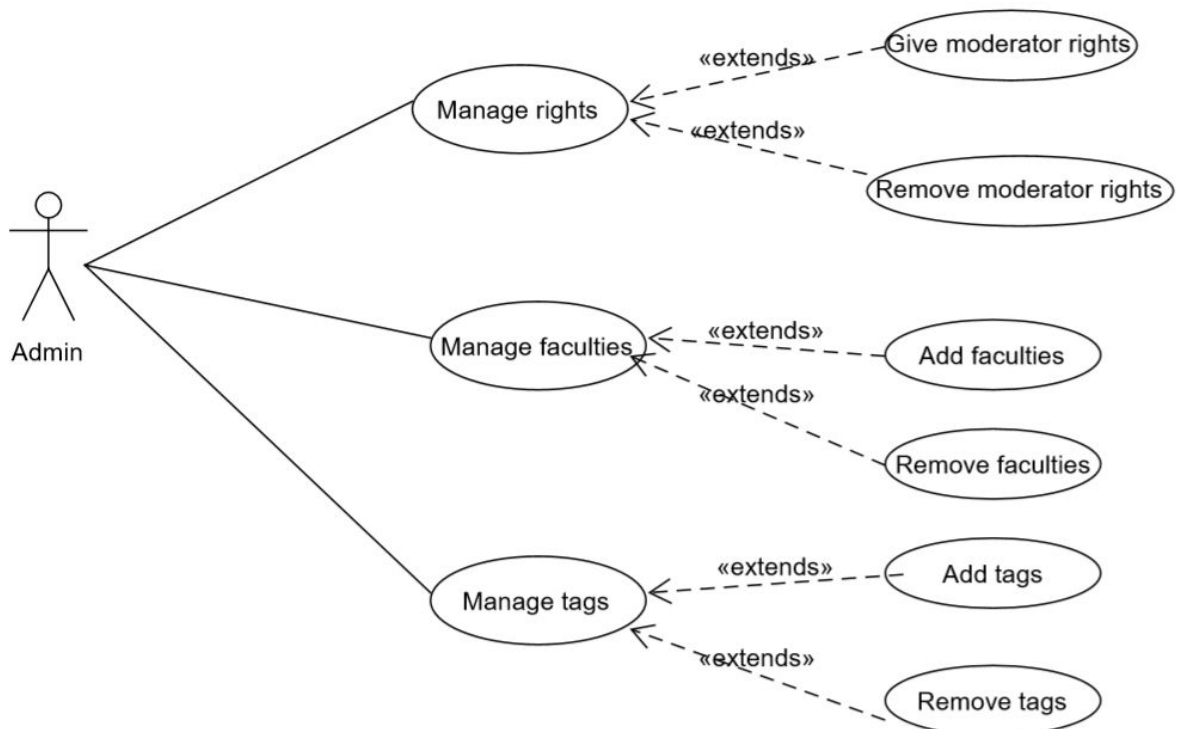 Give moderator rights
«extends»
Manage rights
«extends»
Remove moderator rights
Admin
«extends»
Manage faculties
Add faculties
«extends»
Remove faculties
«extends»
Add tags
Manage tags
«extends»
Remove tags